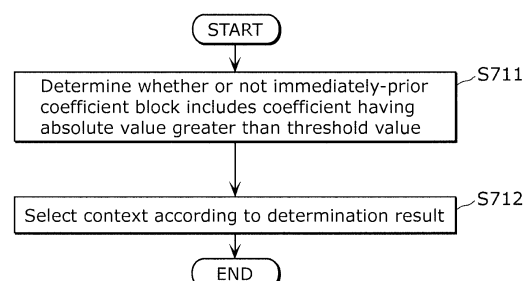 START
S711
Determine whether or not immediately-prior
coefficient block includes coefficient having
absolute value greater than threshold value
S712
Select context according to determination result
END